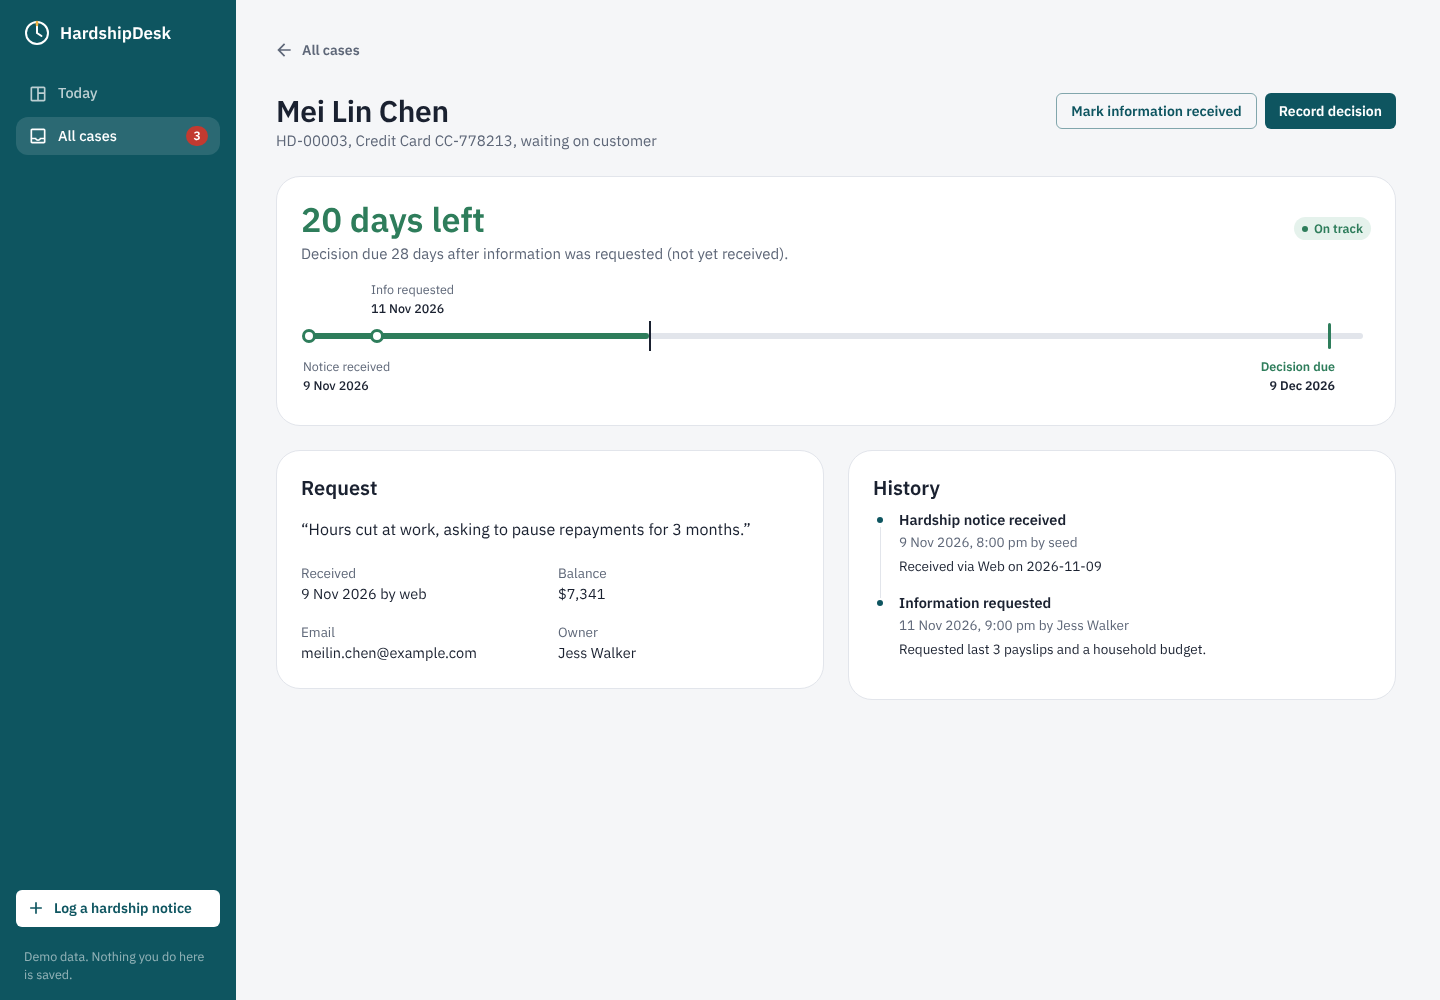 HardshipDesk
Today
All cases
3
Log a hardship notice
Demo data. Nothing you do here
is saved.
All cases
Mei Lin Chen
HD-00003, Credit Card CC-778213, waiting on customer
Mark information received
Record decision
20 days left
On track
Decision due 28 days after information was requested (not yet received).
Info requested
11 Nov 2026
Notice received
9 Nov 2026
Decision due
9 Dec 2026
Request
“Hours cut at work, asking to pause repayments for 3 months.”
Received
9 Nov 2026 by web
Balance
$7,341
Email
meilin.chen@example.com
Owner
Jess Walker
History
Hardship notice received
9 Nov 2026, 8:00 pm by seed
Received via Web on 2026-11-09
Information requested
11 Nov 2026, 9:00 pm by Jess Walker
Requested last 3 payslips and a household budget.